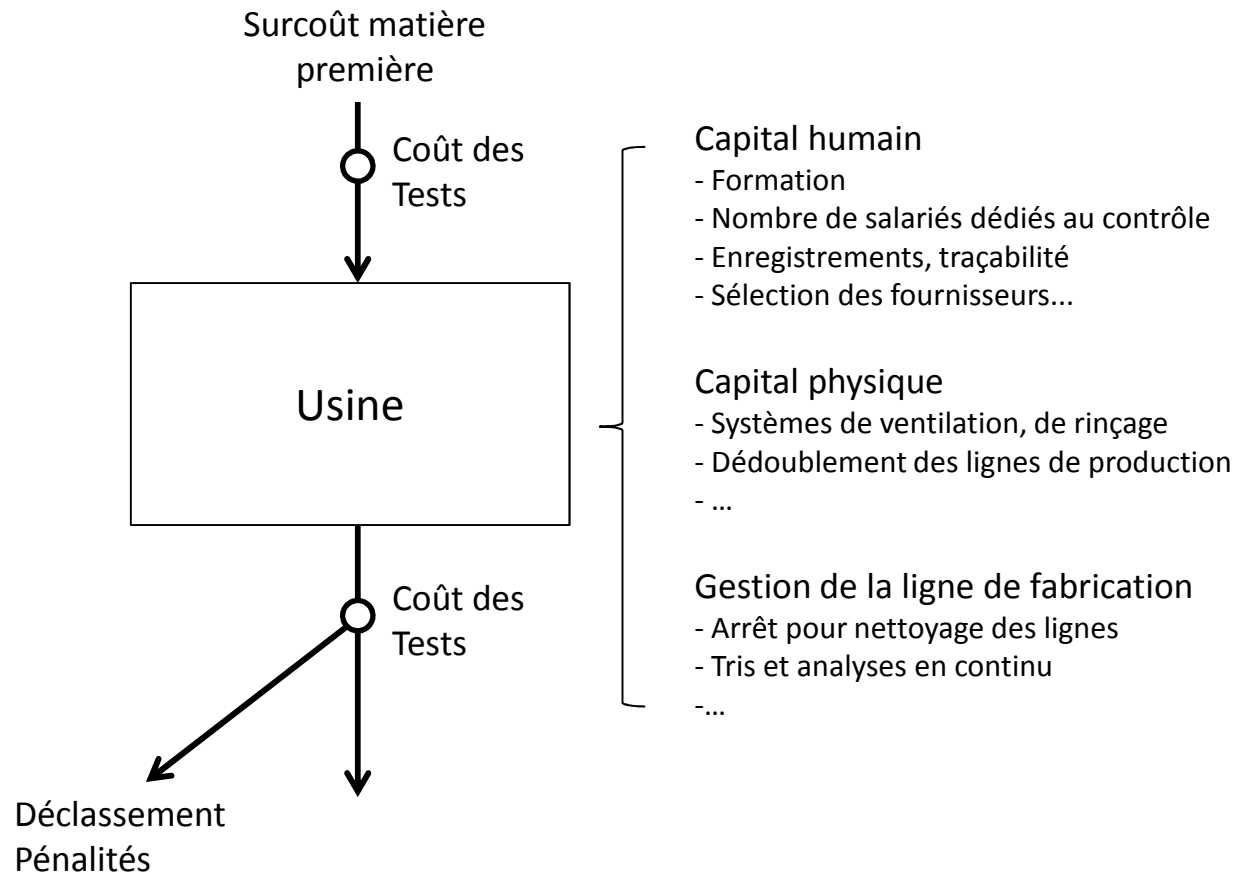 Surcoût matière
première
Coût des
Tests
Usine
Coût des
Tests
Déclassement
Pénalités
Capital humain
- Formation
- Nombre de salariés dédiés au contrôle
- Enregistrements, traçabilité
- Sélection des fournisseurs...
Capital physique
- Systèmes de ventilation, de rinçage
- Dédoublement des lignes de production
- ...
Gestion de la ligne de fabrication
- Arrêt pour nettoyage des lignes
- Tris et analyses en continu
-...